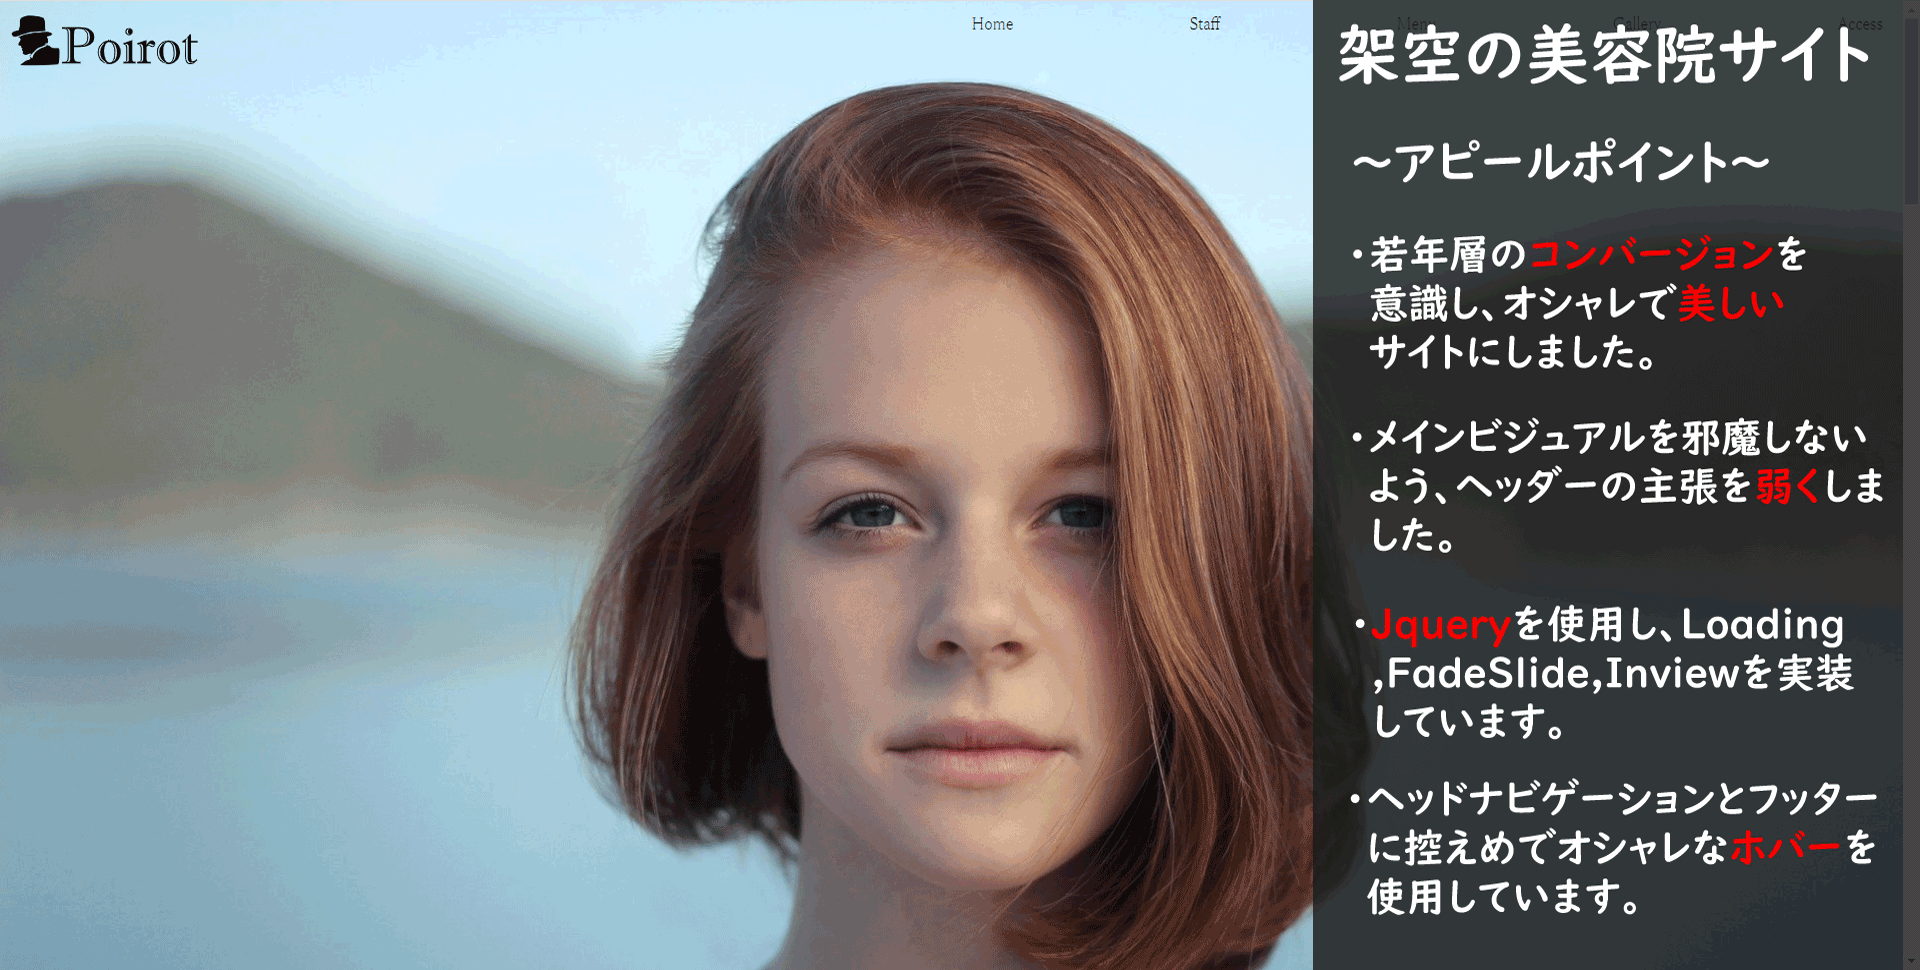 Poirot
Home Staff Menu Gallery Access
架空の美容院サイト
～アピールポイント～
・若年層のコンバージョンを
意識し、オシャレで美しい
サイトにしました。
・メインビジュアルを邪魔しない
よう、ヘッダーの主張を弱くしま
した。
・Jqueryを使用し、Loading
,FadeSlide,Inviewを実装
しています。
・ヘッドナビゲーションとフッター
に控えめでオシャレなホバーを
使用しています。